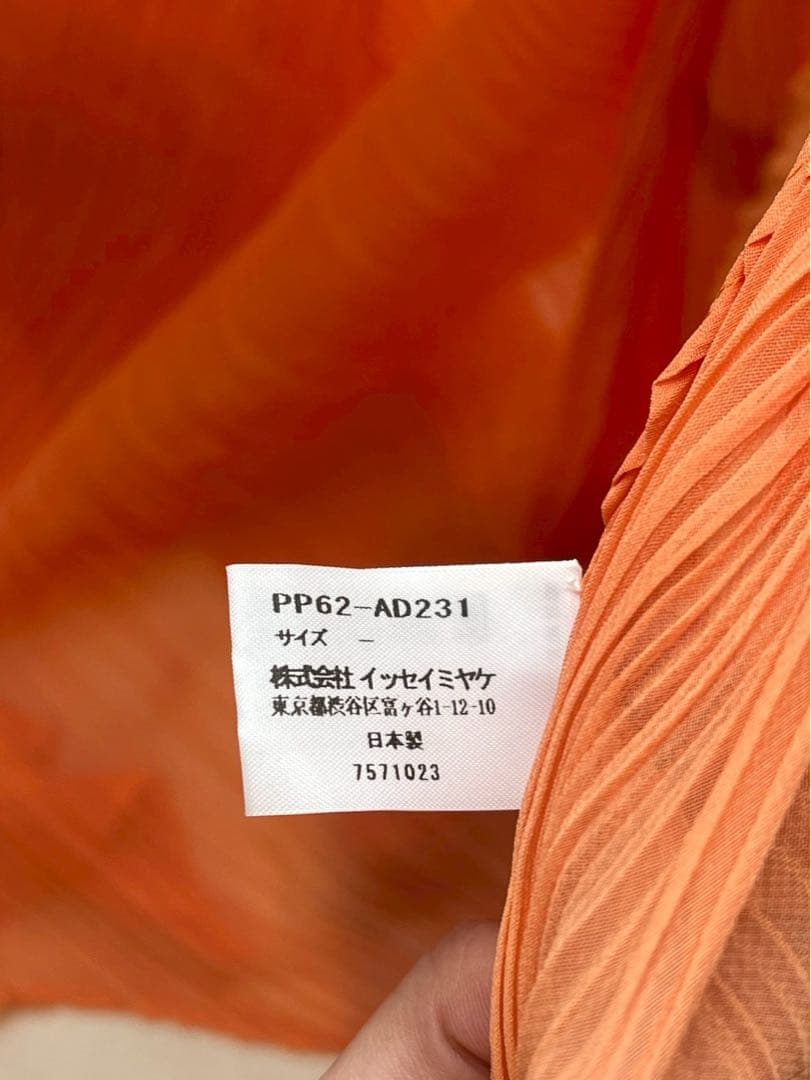 PP62-AD231
サイズ －
株式会社 イッセイミヤケ
東京都渋谷区富ヶ谷1-12-10
日本製
7571023